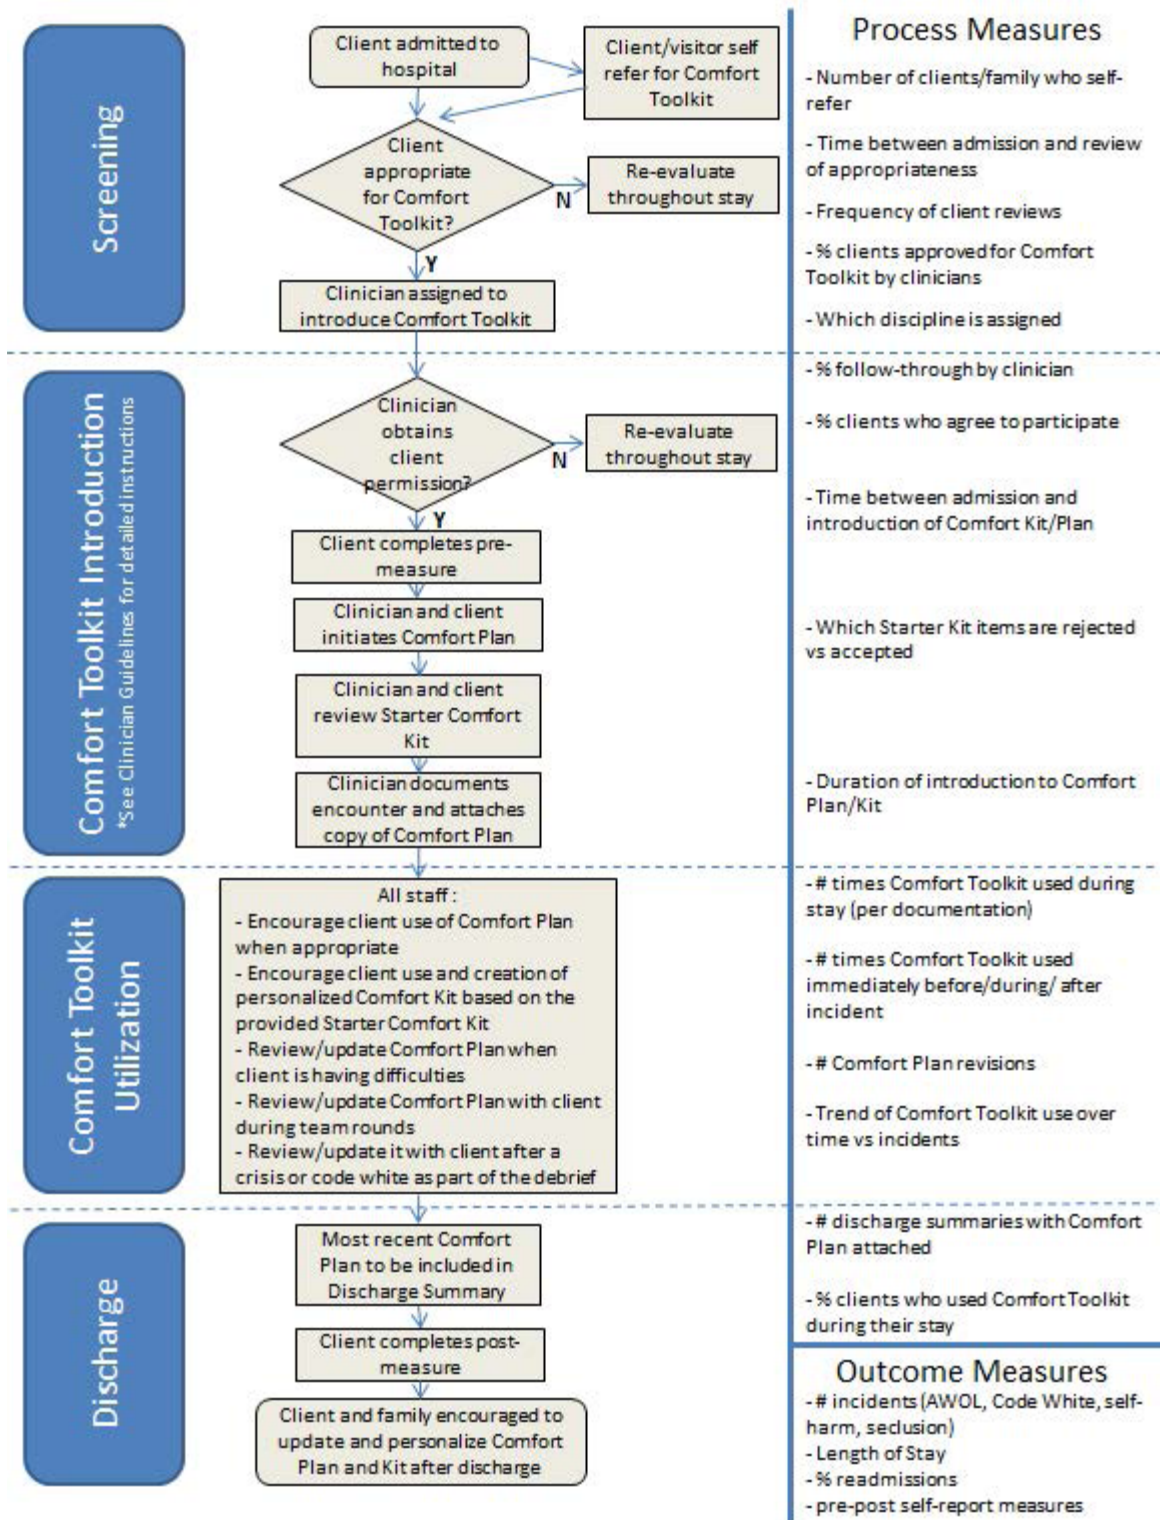 Screening
Client admitted to
hospital
Client/visitor self
refer for Comfort
Toolkit
Client
appropriate
for Comfort
Toolkit?
N
Re-evaluate
throughout stay
Y
Clinician assigned to
introduce Comfort Toolkit
Process Measures
- Number of clients/family who self-
refer
- Time between admission and review
of appropriateness
- Frequency of client reviews
- % clients approved for Comfort
Toolkit by clinicians
- Which discipline is assigned
Comfort Toolkit Introduction
*See Clinician Guidelines for detailed instructions
Clinician
obtains
client
permission?
N
Re-evaluate
throughout stay
Y
Client completes pre-
measure
Clinician and client
initiates Comfort Plan
Clinician and client
review Starter Comfort
Kit
Clinician documents
encounter and attaches
copy of Comfort Plan
- % follow-through by clinician
- % clients who agree to participate
- Time between admission and
introduction of Comfort Kit/Plan
- Which Starter Kit items are rejected
vs accepted
- Duration of introduction to Comfort
Plan/Kit
Comfort Toolkit
Utilization
All staff :
- Encourage client use of Comfort Plan
when appropriate
- Encourage client use and creation of
personalized Comfort Kit based on the
provided Starter Comfort Kit
- Review/update Comfort Plan when
client is having difficulties
- Review/update Comfort Plan with client
during team rounds
- Review/update it with client after a
crisis or code white as part of the debrief
- # times Comfort Toolkit used during
stay (per documentation)
- # times Comfort Toolkit used
immediately before/during/ after
incident
- # Comfort Plan revisions
- Trend of Comfort Toolkit use over
time vs incidents
Discharge
Most recent Comfort
Plan to be included in
Discharge Summary
Client completes post-
measure
Client and family encouraged to
update and personalize Comfort
Plan and Kit after discharge
- # discharge summaries with Comfort
Plan attached
- % clients who used Comfort Toolkit
during their stay
Outcome Measures
- # incidents (AWOL, Code White, self-
harm, seclusion)
- Length of Stay
- % readmissions
- pre-post self-report measures